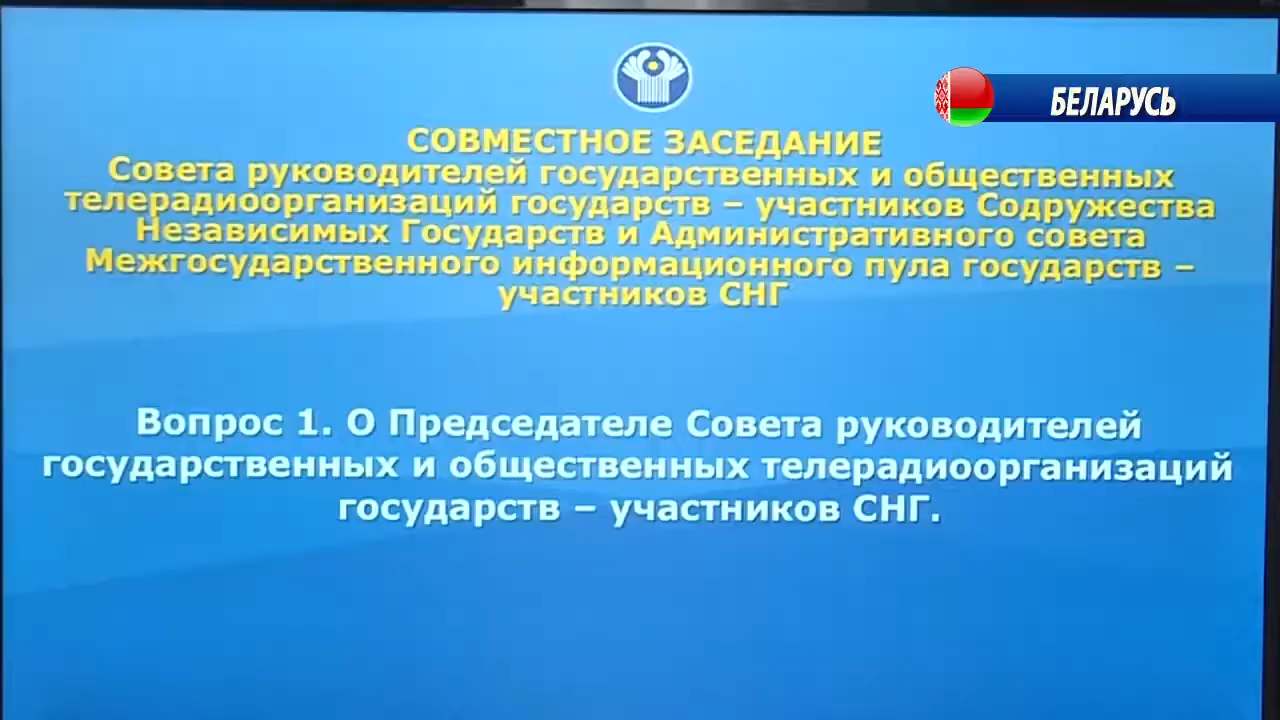 БЕЛАРУСЬ
СОВМЕСТНОЕ ЗАСЕДАНИЕ
Совета руководителей государственных и общественных
телерадиоорганизаций государств – участников Содружества
Независимых Государств и Административного совета
Межгосударственного информационного пула государств –
участников СНГ
Вопрос 1. О Председателе Совета руководителей
государственных и общественных телерадиоорганизаций
государств – участников СНГ.